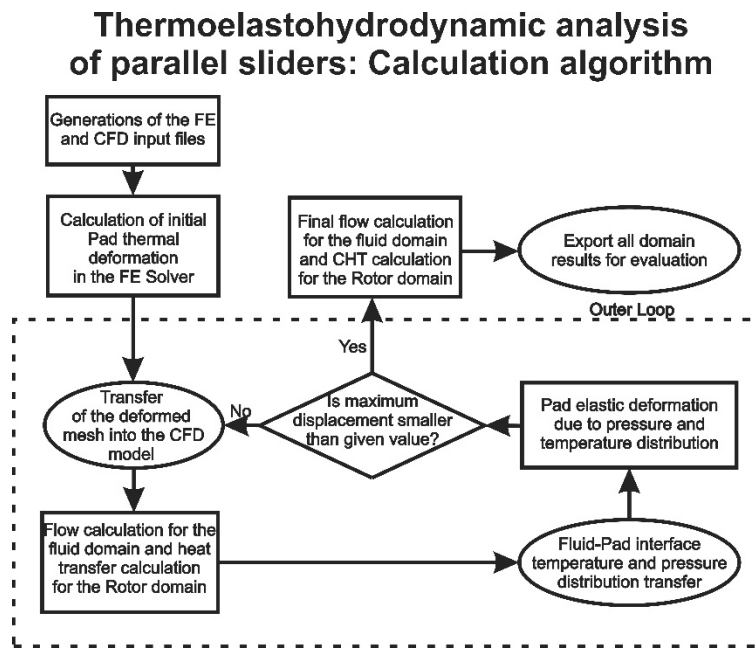 Thermoelastohydrodynamic analysis
of parallel sliders: Calculation algorithm
Generations of the FE
and CFD input files
Calculation of initial
Pad thermal
deformation
in the FE Solver
Final flow calculation
for the fluid domain
and CHT calculation
for the Rotor domain
Export all domain
results for evaluation
Outer Loop
Yes
Transfer
of the deformed
mesh into the CFD
model
No
Is maximum
displacement smaller
than given value?
Pad elastic deformation
due to pressure and
temperature distribution
Flow calculation for the
fluid domain and heat
transfer calculation
for the Rotor domain
Fluid-Pad interface
temperature and pressure
distribution transfer